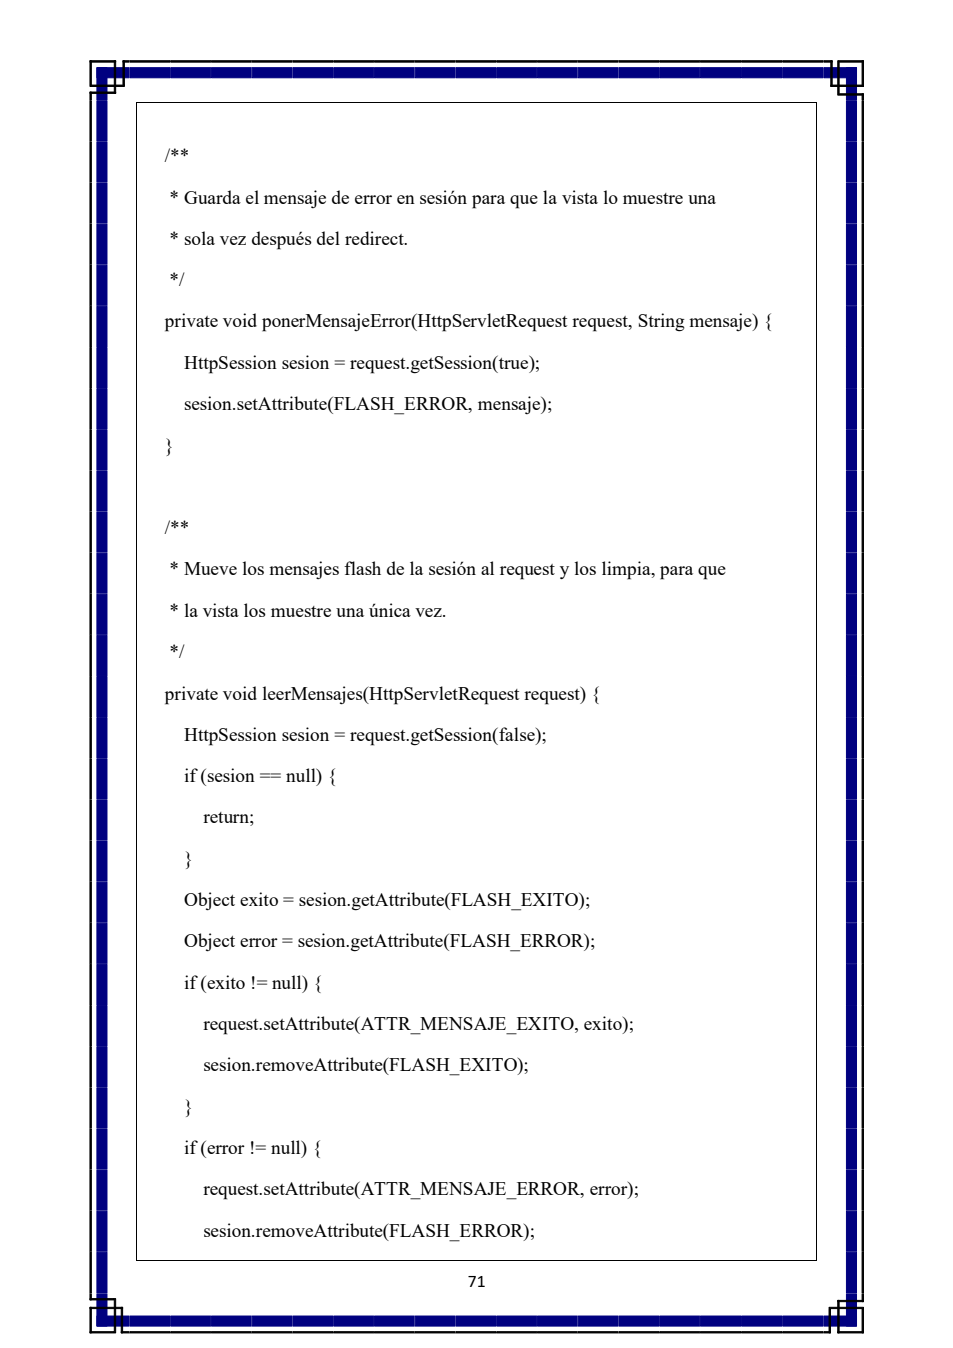 /**
 * Guarda el mensaje de error en sesión para que la vista lo muestre una
 * sola vez después del redirect.
 */
private void ponerMensajeError(HttpServletRequest request, String mensaje) {
    HttpSession sesion = request.getSession(true);
    sesion.setAttribute(FLASH_ERROR, mensaje);
}
/**
 * Mueve los mensajes flash de la sesión al request y los limpia, para que
 * la vista los muestre una única vez.
 */
private void leerMensajes(HttpServletRequest request) {
    HttpSession sesion = request.getSession(false);
    if (sesion == null) {
        return;
    }
    Object exito = sesion.getAttribute(FLASH_EXITO);
    Object error = sesion.getAttribute(FLASH_ERROR);
    if (exito != null) {
        request.setAttribute(ATTR_MENSAJE_EXITO, exito);
        sesion.removeAttribute(FLASH_EXITO);
    }
    if (error != null) {
        request.setAttribute(ATTR_MENSAJE_ERROR, error);
        sesion.removeAttribute(FLASH_ERROR);
71